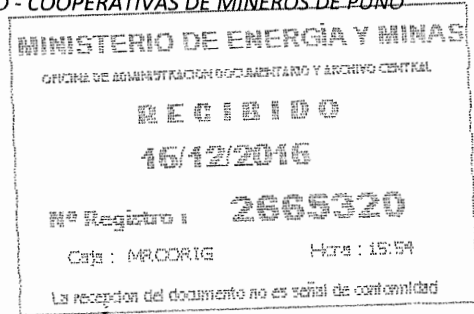 O - COOPERATIVAS DE MINEROS DE PUNO
MINISTERIO DE ENERGÍA Y MINAS
OFICINA DE ADMINISTRACION DOCUMENTARIO Y ARCHIVO CENTRAL
RECIBIDO
16/12/2016
Nº Registro : 2665320
Caja : MRODRIG Hora : 15:54
La recepcion del documento no es señal de conformidad